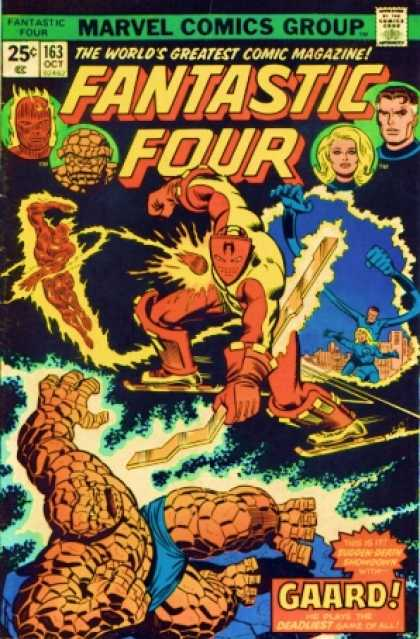 FANTASTIC
FOUR
MARVEL COMICS GROUP
25¢
163
OCT
02462
THE WORLD'S GREATEST COMIC MAGAZINE!
FANTASTIC
FOUR
THIS IS IT!
SUDDEN-DEATH
SHOWDOWN
WITH
GAARD!
HE PLAYS THE
DEADLIEST GAME OF ALL!